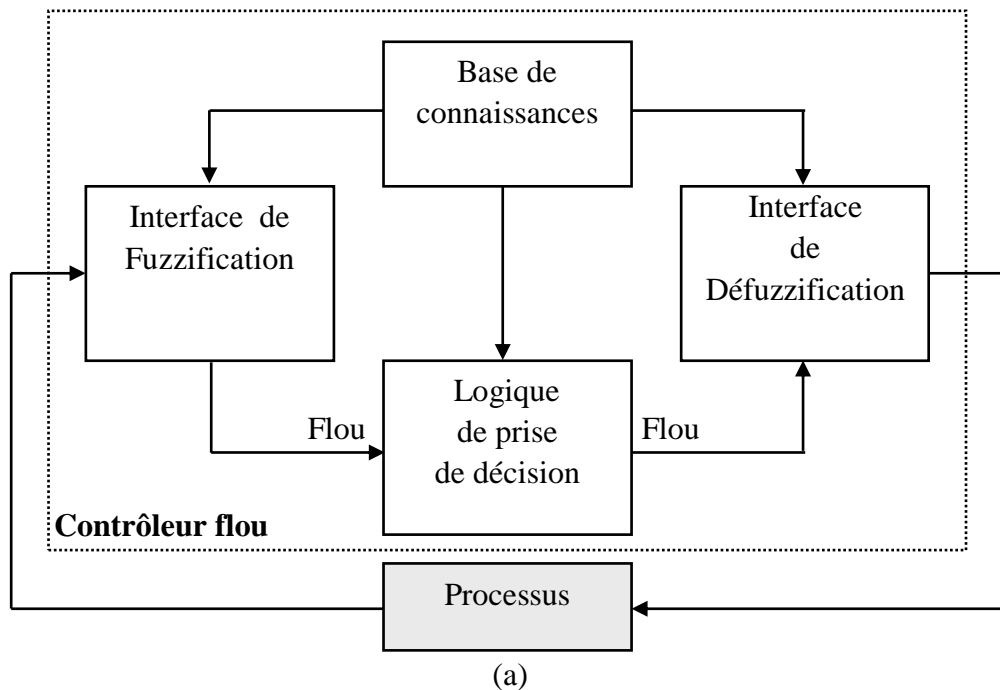 Base de
connaissances
Interface de
Fuzzification
Interface
de
Défuzzification
Logique
de prise
de décision
Flou
Flou
Contrôleur flou
Processus
(a)